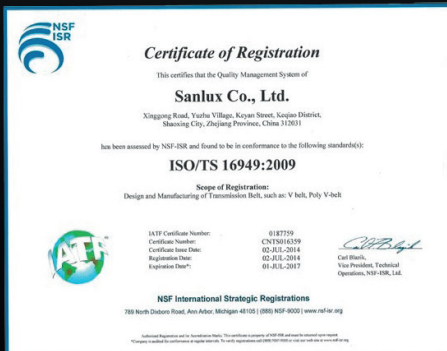 NSF
ISR
Certificate of Registration
This certifies that the Quality Management System of
Sanlux Co., Ltd.
Xinggong Road, Yuzhu Village, Keyan Street, Keqiao District,
Shaoxing City, Zhejiang Province, China 312031
has been assessed by NSF-ISR and found to be in conformance to the following standard(s):
ISO/TS 16949:2009
Scope of Registration:
Design and Manufacturing of Transmission Belt, such as: V belt, Poly V-belt
IATF
IATF Certificate Number: 0187759
Certificate Number: CNTS016359
Certificate Issue Date: 02-JUL-2014
Registration Date: 02-JUL-2014
Expiration Date*: 01-JUL-2017
Carl Blazik,
Vice President, Technical
Operations, NSF-ISR, Ltd.
NSF International Strategic Registrations
789 North Dixboro Road, Ann Arbor, Michigan 48105 | (888) NSF-9000 | www.nsf-isr.org